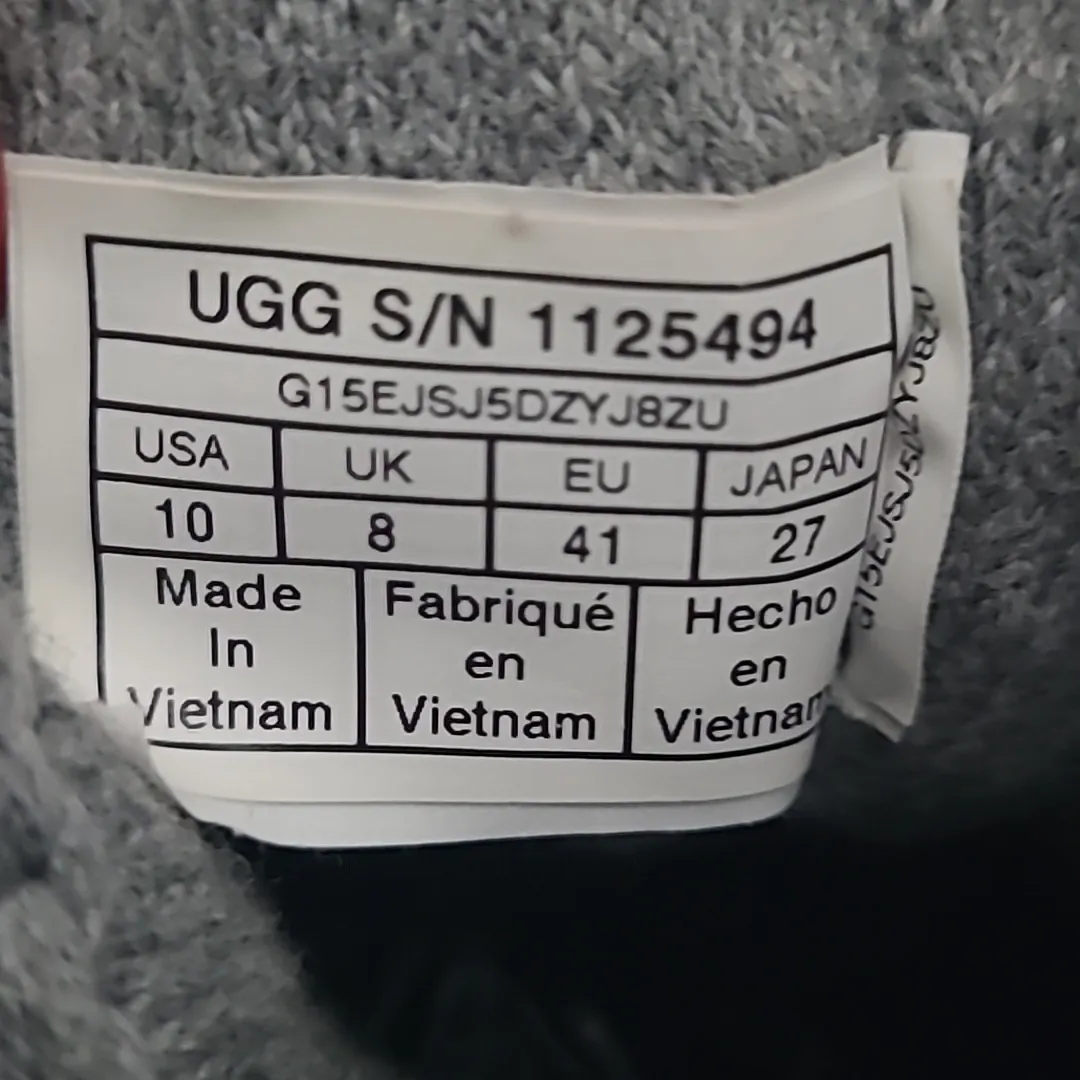 UGG S/N 1125494
G15EJSJ5DZYJ8ZU
USA UK EU JAPAN
10 8 41 27
Made Fabriqué Hecho
In en en
Vietnam Vietnam Vietnam
G15EJSJ5DZYJ8ZU